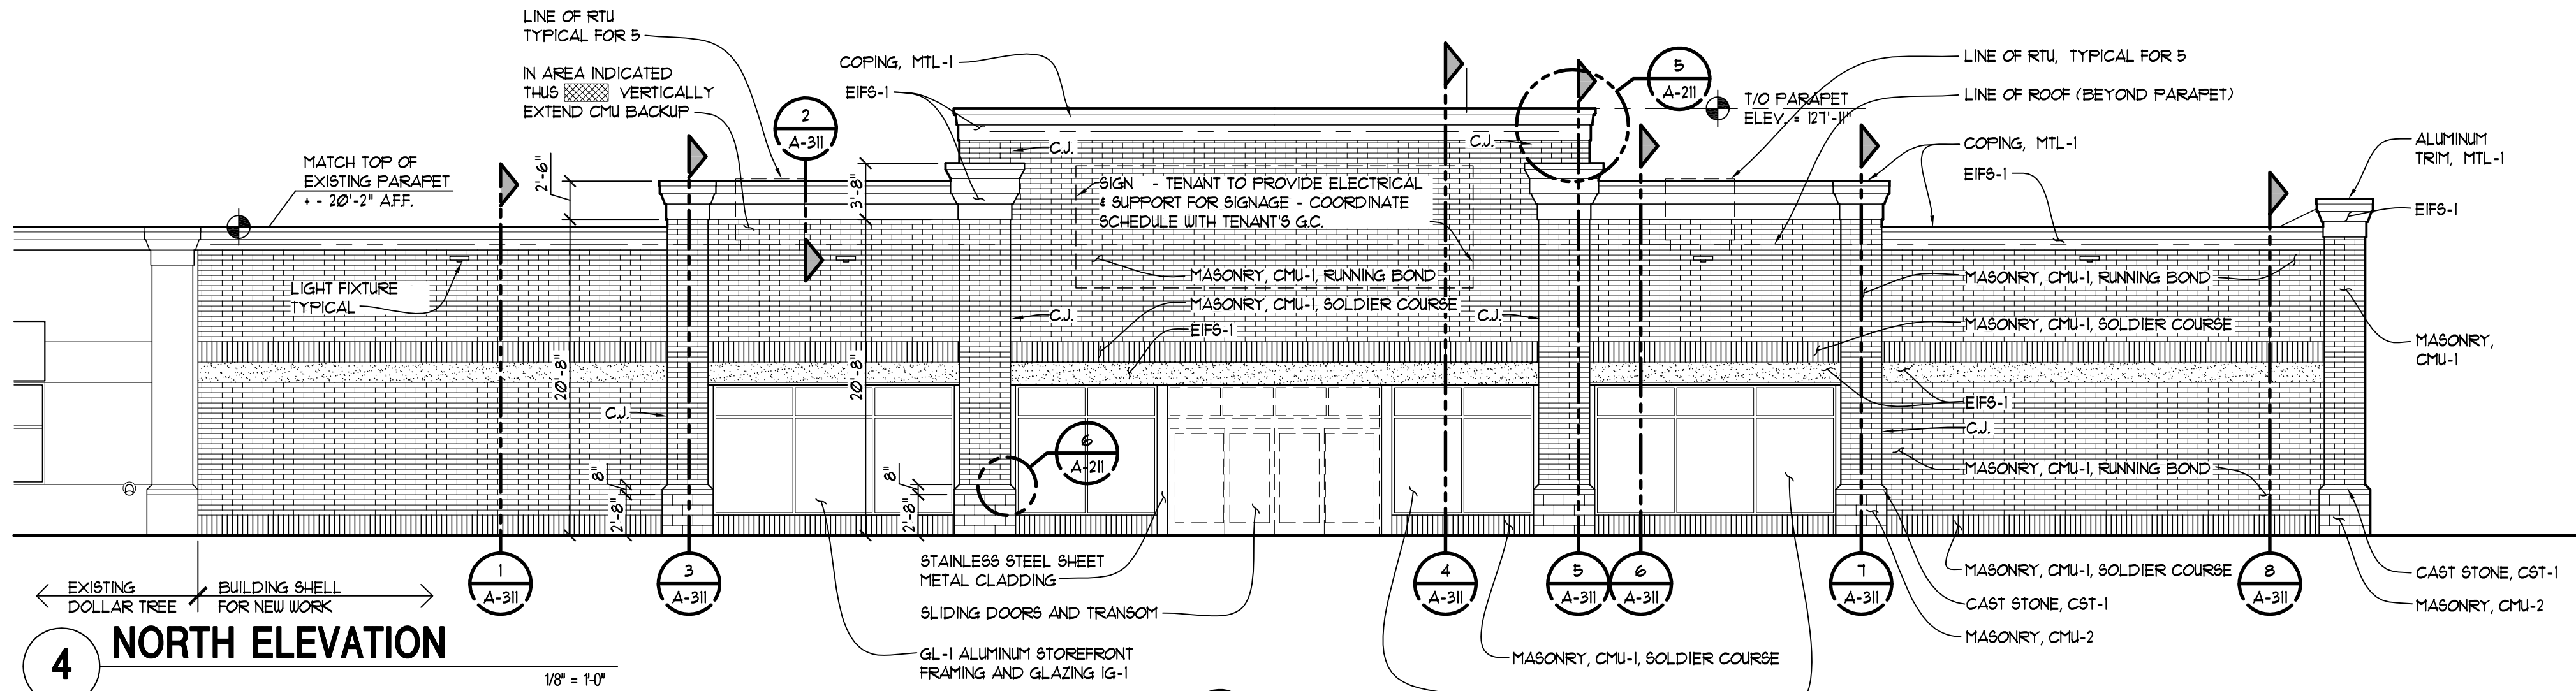 LINE OF RTU
TYPICAL FOR 5
IN AREA INDICATED
THUS VERTICALLY
EXTEND CMU BACKUP
MATCH TOP OF
EXISTING PARAPET
+ - 20'-2" A.F.F.
2'-6"
2
A-311
COPING, MTL-1
EIFS-1
3'-8"
C.J.
C.J.
5
A-211
T/O PARAPET
ELEV. = 127'-11"
LINE OF RTU, TYPICAL FOR 5
LINE OF ROOF (BEYOND PARAPET)
COPING, MTL-1
EIFS-1
ALUMINUM
TRIM, MTL-1
EIFS-1
SIGN - TENANT TO PROVIDE ELECTRICAL
& SUPPORT FOR SIGNAGE - COORDINATE
SCHEDULE WITH TENANT'S G.C.
MASONRY, CMU-1, RUNNING BOND
MASONRY, CMU-1, SOLDIER COURSE
C.J.
C.J.
EIFS-1
LIGHT FIXTURE
TYPICAL
20'-8"
20'-8"
C.J.
8"
2'-8"
8"
2'-8"
6
A-211
MASONRY, CMU-1, RUNNING BOND
MASONRY, CMU-1, SOLDIER COURSE
MASONRY,
CMU-1
EIFS-1
C.J.
MASONRY, CMU-1, RUNNING BOND
1
A-311
3
A-311
4
A-311
5
A-311
6
A-311
7
A-311
8
A-311
EXISTING
DOLLAR TREE
BUILDING SHELL
FOR NEW WORK
STAINLESS STEEL SHEET
METAL CLADDING
SLIDING DOORS AND TRANSOM
GL-1 ALUMINUM STOREFRONT
FRAMING AND GLAZING IG-1
MASONRY, CMU-1, SOLDIER COURSE
MASONRY, CMU-1, SOLDIER COURSE
CAST STONE, CST-1
MASONRY, CMU-2
CAST STONE, CST-1
MASONRY, CMU-2
4
NORTH ELEVATION
1/8" = 1'-0"